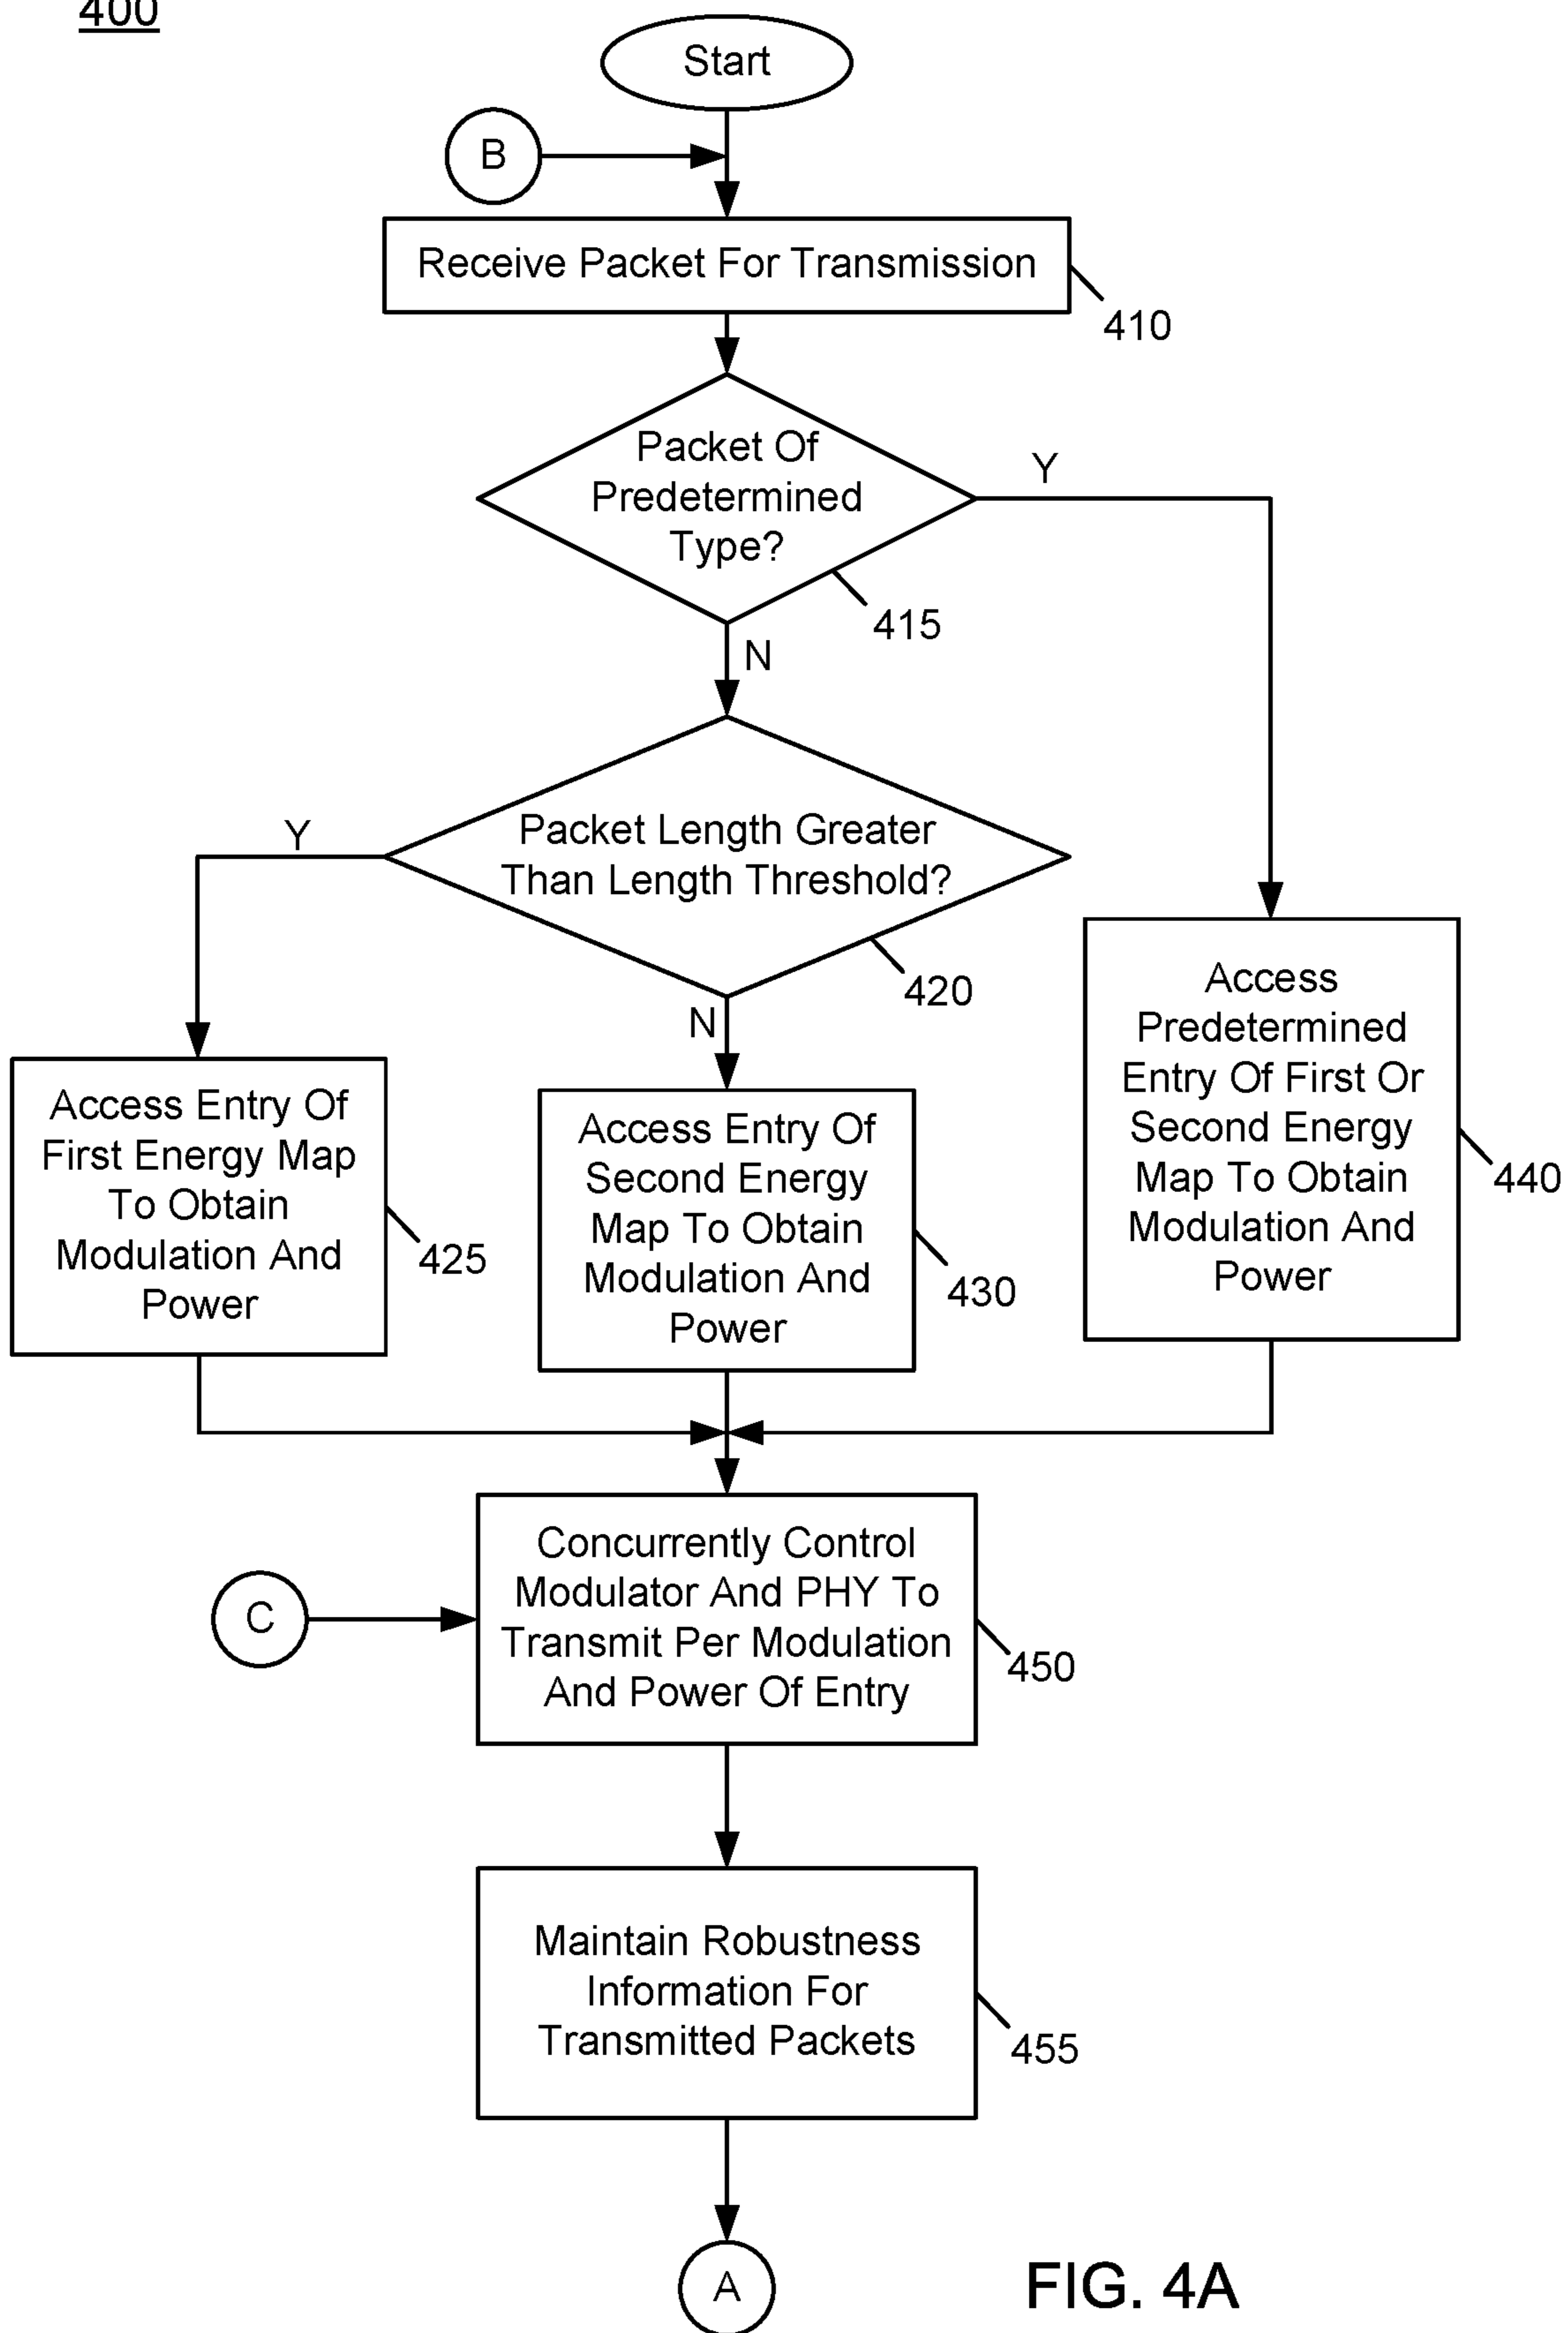 400
Start
B
Receive Packet For Transmission
410
Packet Of
Predetermined
Type?
Y
415
N
Packet Length Greater
Than Length Threshold?
Y
420
N
Access Entry Of
First Energy Map
To Obtain
Modulation And
Power
425
Access Entry Of
Second Energy
Map To Obtain
Modulation And
Power
430
Access
Predetermined
Entry Of First Or
Second Energy
Map To Obtain
Modulation And
Power
440
Concurrently Control
Modulator And PHY To
Transmit Per Modulation
And Power Of Entry
C
450
Maintain Robustness
Information For
Transmitted Packets
455
A
FIG. 4A